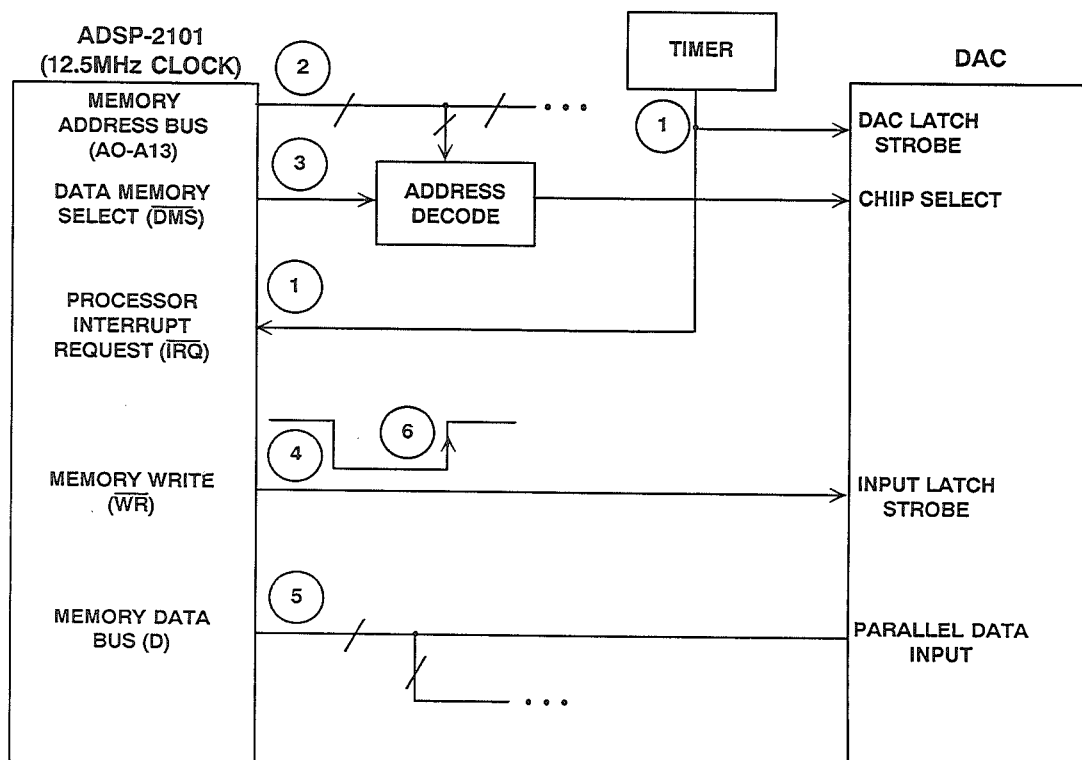 ADSP-2101
(12.5MHz CLOCK)
TIMER
DAC
2
MEMORY
ADDRESS BUS
(AO-A13)
1
DAC LATCH
STROBE
3
DATA MEMORY
SELECT (DMS)
ADDRESS
DECODE
CHIIP SELECT
1
PROCESSOR
INTERRUPT
REQUEST (IRQ)
4
6
MEMORY WRITE
(WR)
INPUT LATCH
STROBE
5
MEMORY DATA
BUS (D)
PARALLEL DATA
INPUT